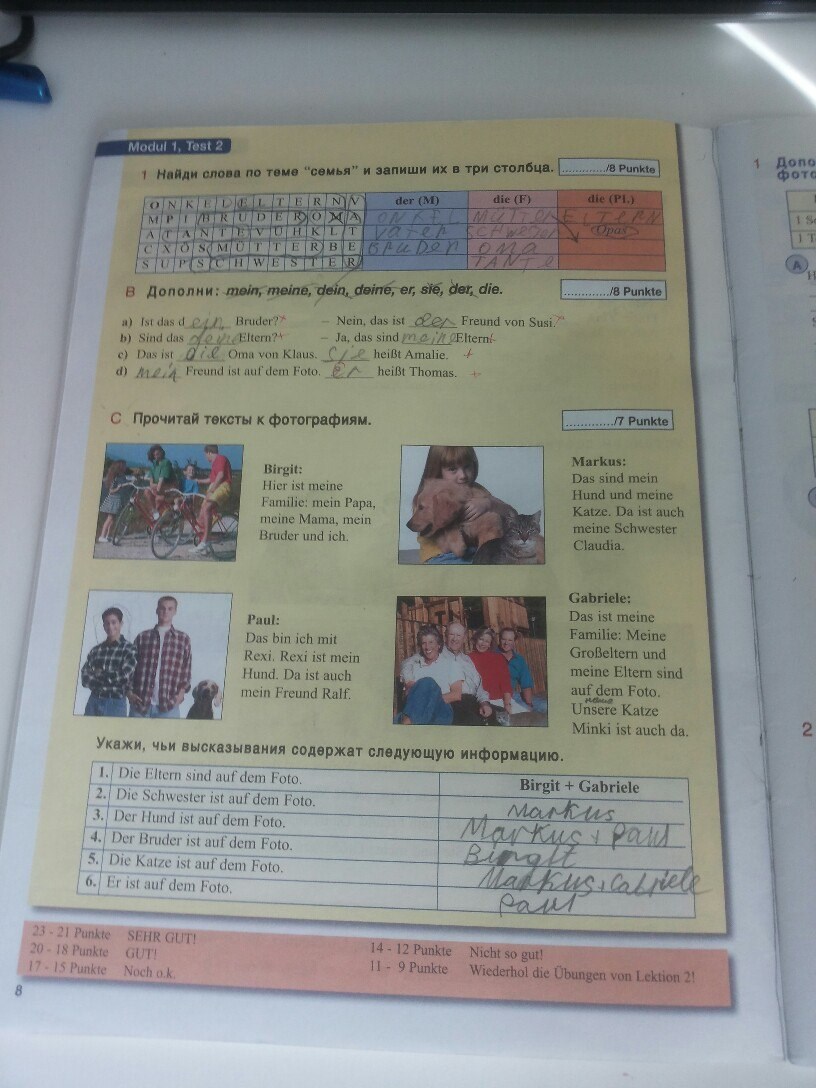 Modul 1, Test 2
1 Найди слова по теме "семья" и запиши их в три столбца. ............./8 Punkte
O N K E L D E L T E R N V
M P I B R U D E R O M A
A T A N T E V U H K L T
C X Ö S M U T T E R B E
S U P S C H W E S T E R
der (M) die (F) die (Pl.)
ONKEL MUTTER ELTERN
Vater Schwester Opas
Bruder oma
TANTE
B Дополни: mein, meine, dein, deine, er, sie, der, die. ............./8 Punkte
a) Ist das dein Bruder? – Nein, das ist der Freund von Susi.
b) Sind das deine Eltern? – Ja, das sind meine Eltern.
c) Das ist die Oma von Klaus. sie heißt Amalie.
d) mein Freund ist auf dem Foto. Er heißt Thomas.
C Прочитай тексты к фотографиям. ............./7 Punkte
Birgit:
Hier ist meine
Familie: mein Papa,
meine Mama, mein
Bruder und ich.
Markus:
Das sind mein
Hund und meine
Katze. Da ist auch
meine Schwester
Claudia.
Paul:
Das bin ich mit
Rexi. Rexi ist mein
Hund. Da ist auch
mein Freund Ralf.
Gabriele:
Das ist meine
Familie: Meine
Großeltern und
meine Eltern sind
auf dem Foto.
Unsere Katze
Minki ist auch da.
Укажи, чьи высказывания содержат следующую информацию.
1. Die Eltern sind auf dem Foto. Birgit + Gabriele
2. Die Schwester ist auf dem Foto. Markus
3. Der Hund ist auf dem Foto. Markus + Paul
4. Der Bruder ist auf dem Foto. Birgit
5. Die Katze ist auf dem Foto. Markus + Gabriele
6. Er ist auf dem Foto. Paul
23 - 21 Punkte SEHR GUT!
20 - 18 Punkte GUT!
17 - 15 Punkte Noch o.k.
14 - 12 Punkte Nicht so gut!
11 - 9 Punkte Wiederhol die Übungen von Lektion 2!
8
1 Допо
фото
A
2